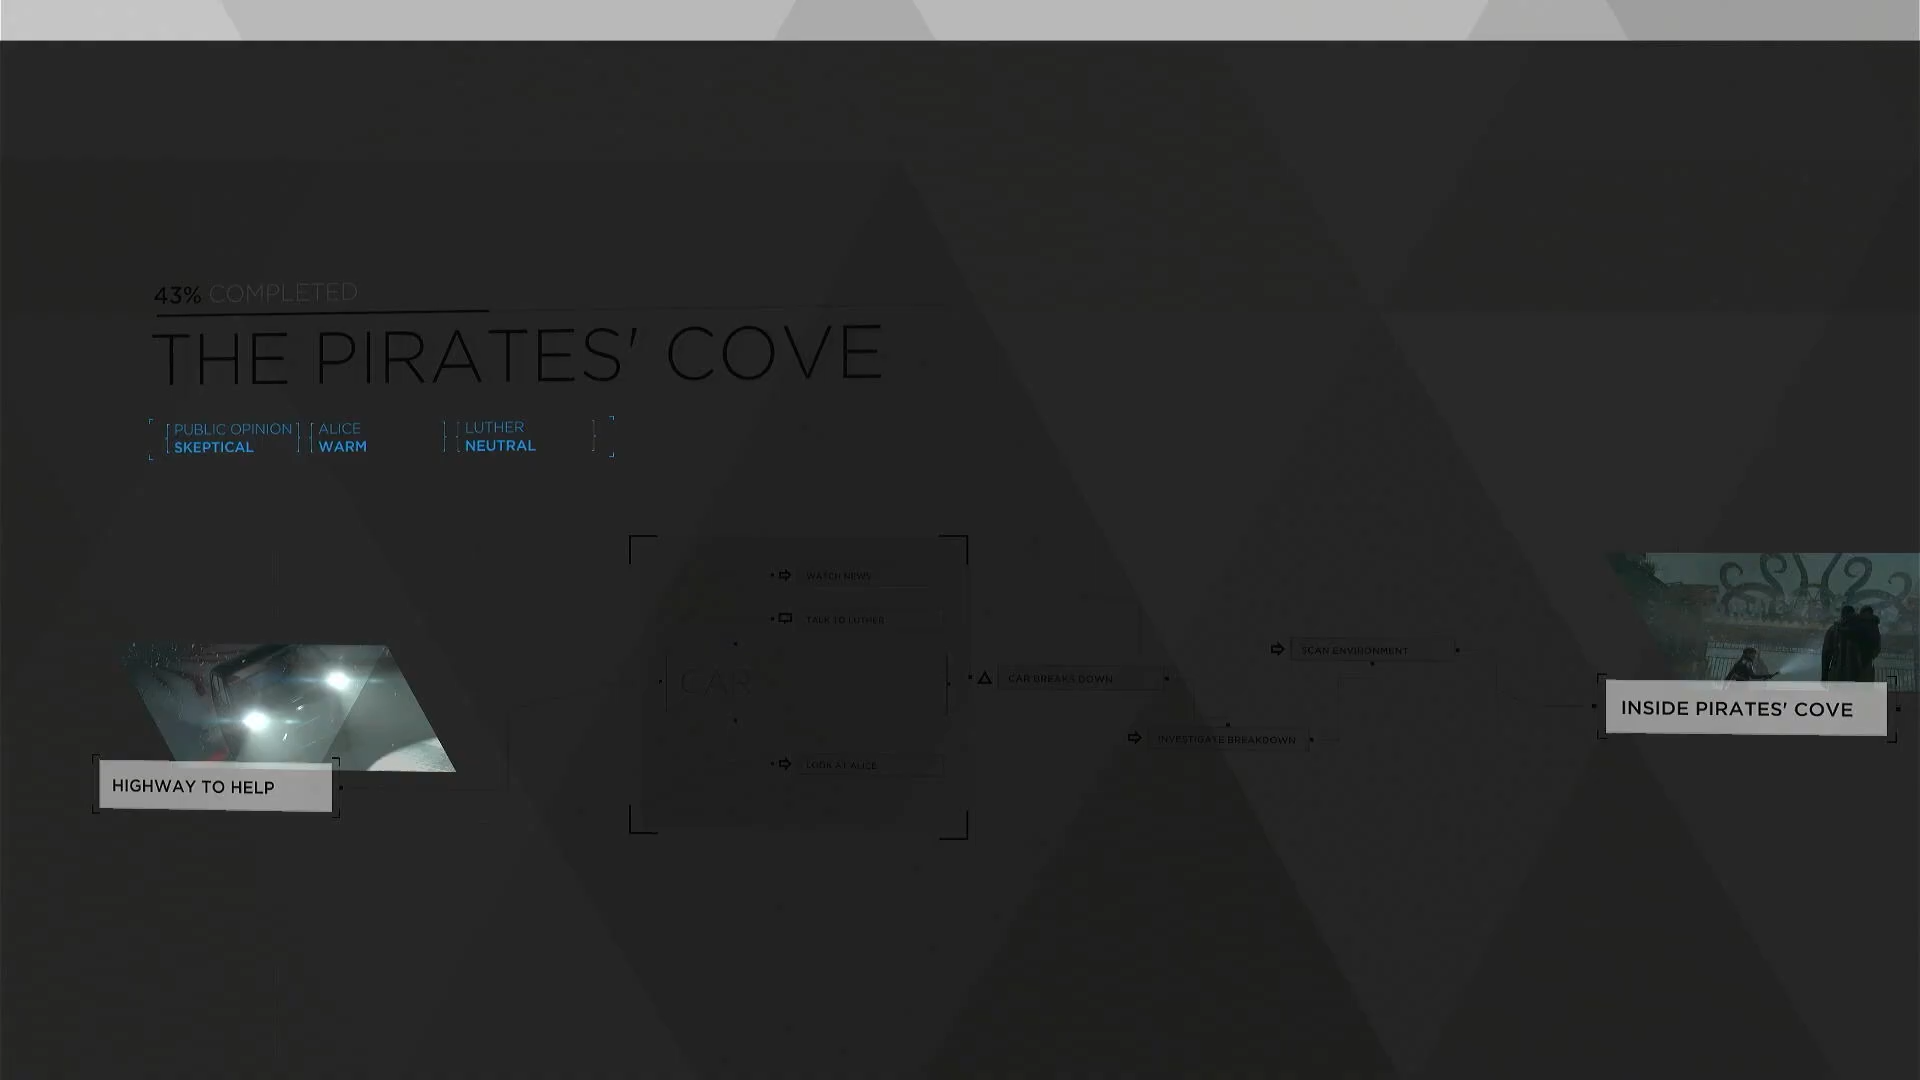 43% COMPLETED
THE PIRATES' COVE
PUBLIC OPINION
SKEPTICAL
ALICE
WARM
LUTHER
NEUTRAL
HIGHWAY TO HELP
CAR
WATCH NEWS
TALK TO LUTHER
LOOK AT ALICE
CAR BREAKS DOWN
INVESTIGATE BREAKDOWN
SCAN ENVIRONMENT
INSIDE PIRATES' COVE